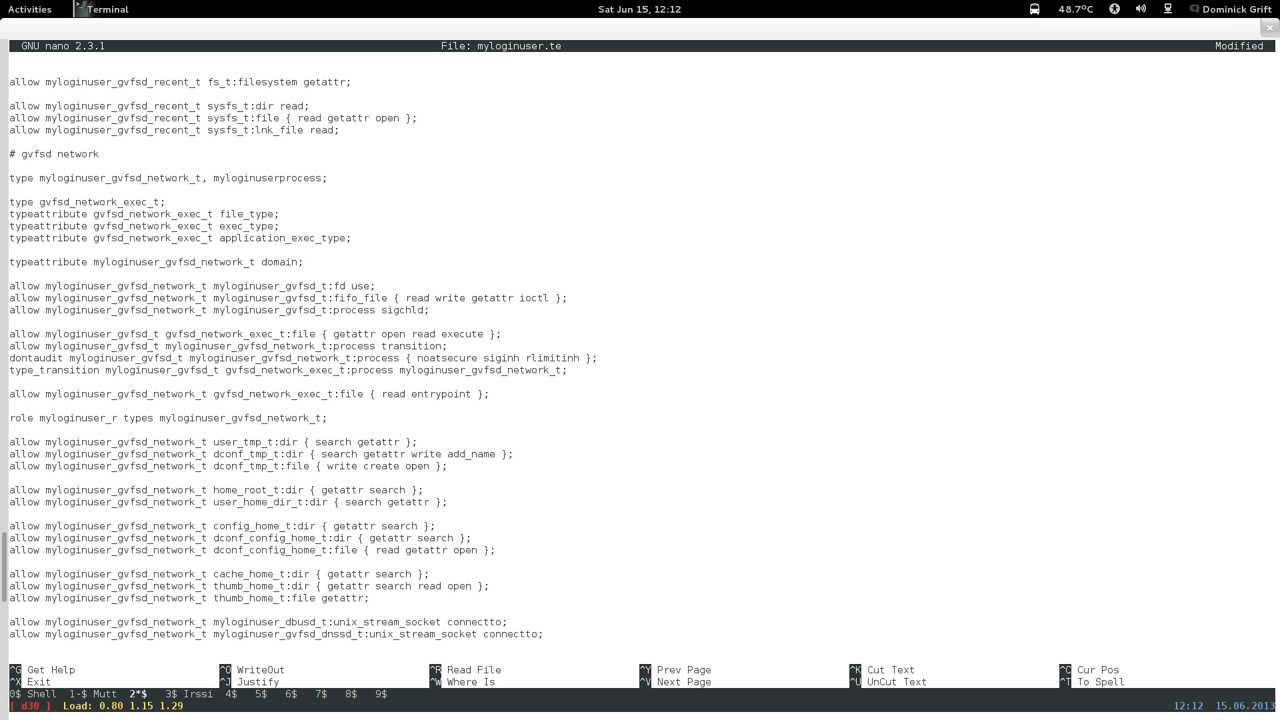 Activities Terminal Sat Jun 15, 12:12 48.7ºC Dominick Grift
GNU nano 2.3.1 File: myloginuser.te Modified
allow myloginuser_gvfsd_recent_t fs_t:filesystem getattr;
allow myloginuser_gvfsd_recent_t sysfs_t:dir read;
allow myloginuser_gvfsd_recent_t sysfs_t:file { read getattr open };
allow myloginuser_gvfsd_recent_t sysfs_t:lnk_file read;
# gvfsd network
type myloginuser_gvfsd_network_t, myloginuserprocess;
type gvfsd_network_exec_t;
typeattribute gvfsd_network_exec_t file_type;
typeattribute gvfsd_network_exec_t exec_type;
typeattribute gvfsd_network_exec_t application_exec_type;
typeattribute myloginuser_gvfsd_network_t domain;
allow myloginuser_gvfsd_network_t myloginuser_gvfsd_t:fd use;
allow myloginuser_gvfsd_network_t myloginuser_gvfsd_t:fifo_file { read write getattr ioctl };
allow myloginuser_gvfsd_network_t myloginuser_gvfsd_t:process sigchld;
allow myloginuser_gvfsd_t gvfsd_network_exec_t:file { getattr open read execute };
allow myloginuser_gvfsd_t myloginuser_gvfsd_network_t:process transition;
dontaudit myloginuser_gvfsd_t myloginuser_gvfsd_network_t:process { noatsecure siginh rlimitinh };
type_transition myloginuser_gvfsd_t gvfsd_network_exec_t:process myloginuser_gvfsd_network_t;
allow myloginuser_gvfsd_network_t gvfsd_network_exec_t:file { read entrypoint };
role myloginuser_r types myloginuser_gvfsd_network_t;
allow myloginuser_gvfsd_network_t user_tmp_t:dir { search getattr };
allow myloginuser_gvfsd_network_t dconf_tmp_t:dir { search getattr write add_name };
allow myloginuser_gvfsd_network_t dconf_tmp_t:file { write create open };
allow myloginuser_gvfsd_network_t home_root_t:dir { getattr search };
allow myloginuser_gvfsd_network_t user_home_dir_t:dir { search getattr };
allow myloginuser_gvfsd_network_t config_home_t:dir { getattr search };
allow myloginuser_gvfsd_network_t dconf_config_home_t:dir { getattr search };
allow myloginuser_gvfsd_network_t dconf_config_home_t:file { read getattr open };
allow myloginuser_gvfsd_network_t cache_home_t:dir { getattr search };
allow myloginuser_gvfsd_network_t thumb_home_t:dir { getattr search read open };
allow myloginuser_gvfsd_network_t thumb_home_t:file getattr;
allow myloginuser_gvfsd_network_t myloginuser_dbusd_t:unix_stream_socket connectto;
allow myloginuser_gvfsd_network_t myloginuser_gvfsd_dnssd_t:unix_stream_socket connectto;
^G Get Help ^O WriteOut ^R Read File ^Y Prev Page ^K Cut Text ^C Cur Pos
^X Exit ^J Justify ^W Where Is ^V Next Page ^U UnCut Text ^T To Spell
0$ Shell 1-$ Mutt 2*$ 3$ Irssi 4$ 5$ 6$ 7$ 8$ 9$
[ d30 ] Load: 0.80 1.15 1.29 12:12 15.06.2013